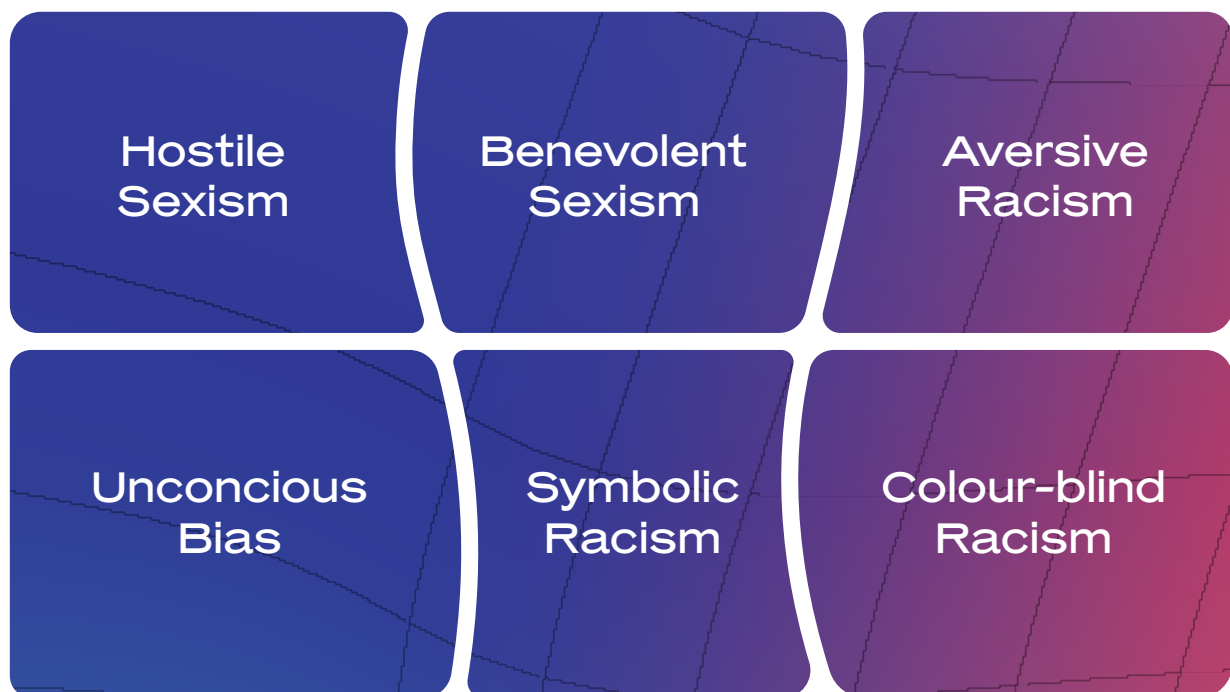 Hostile
Sexism
Benevolent
Sexism
Aversive
Racism
Unconcious
Bias
Symbolic
Racism
Colour-blind
Racism